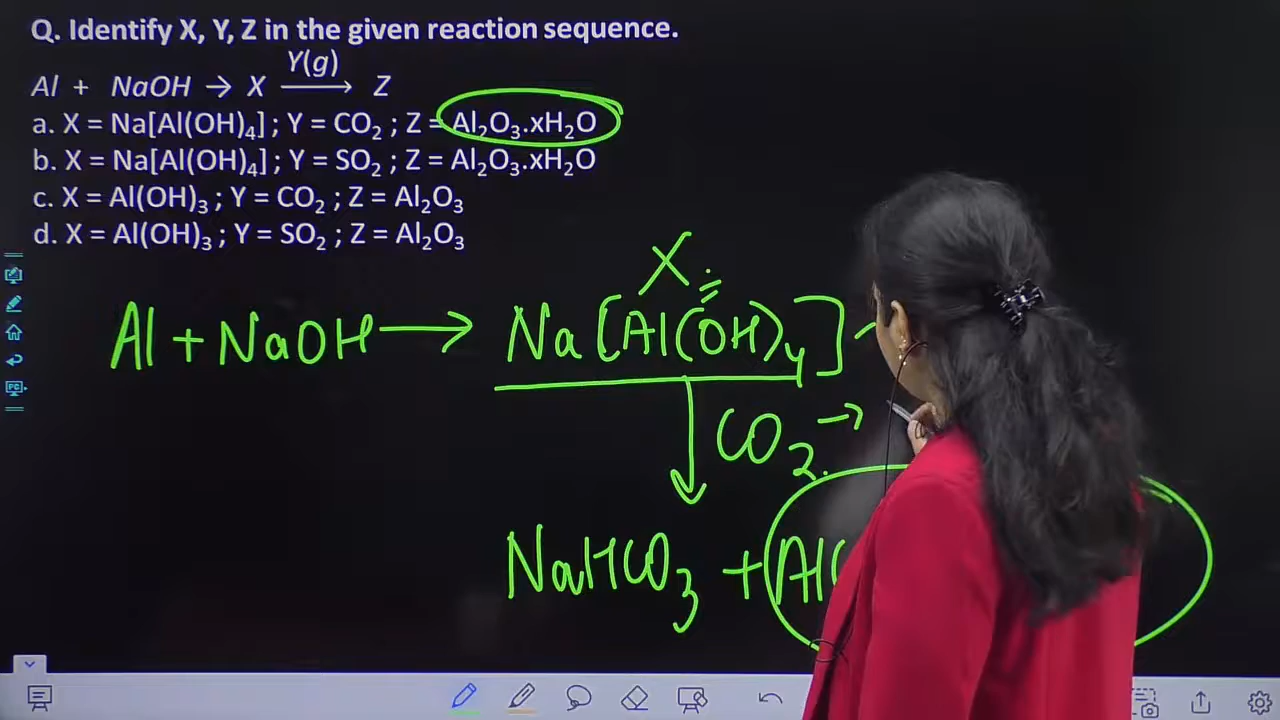 Q. Identify X, Y, Z in the given reaction sequence.
Y(g)
Al + NaOH → X ⟶ Z
a. X = Na[Al(OH)₄] ; Y = CO₂ ; Z = Al₂O₃.xH₂O
b. X = Na[Al(OH)₄] ; Y = SO₂ ; Z = Al₂O₃.xH₂O
c. X = Al(OH)₃ ; Y = CO₂ ; Z = Al₂O₃
d. X = Al(OH)₃ ; Y = SO₂ ; Z = Al₂O₃
X
Al + NaOH ⟶ Na[Al(OH)₄]
CO₂ →
NaHCO₃ + Al(